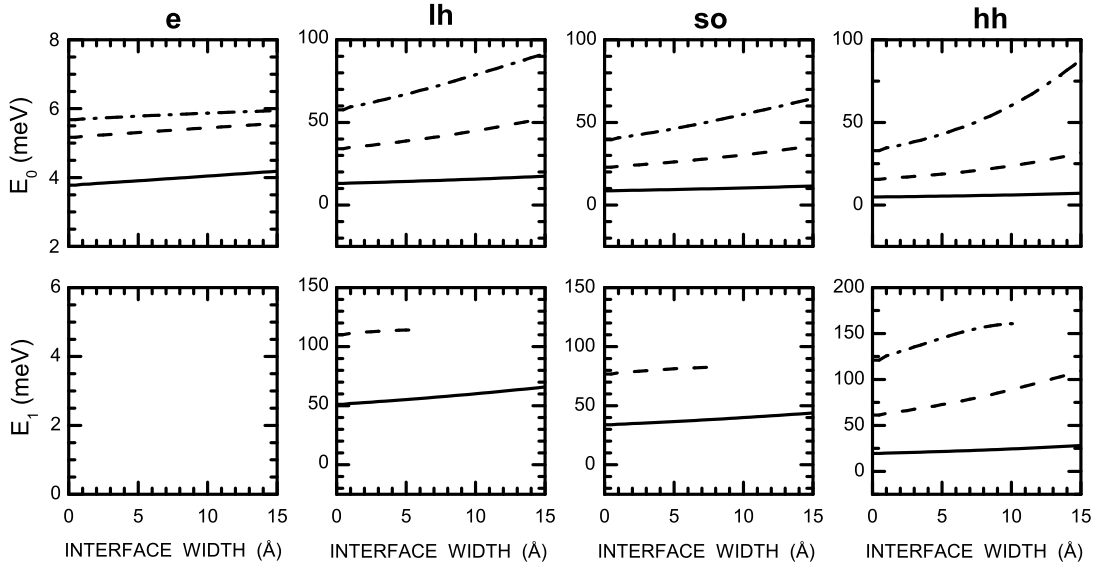 e lh so hh
8 100 100 100
6
E0 (meV) 50 50 50
4
0 0 0
2
6 150 150 200
150
4 100 100
E1 (meV) 100
50 50
2 50
0 0 0
0
0 5 10 15 0 5 10 15 0 5 10 15 0 5 10 15
INTERFACE WIDTH (Å) INTERFACE WIDTH (Å) INTERFACE WIDTH (Å) INTERFACE WIDTH (Å)